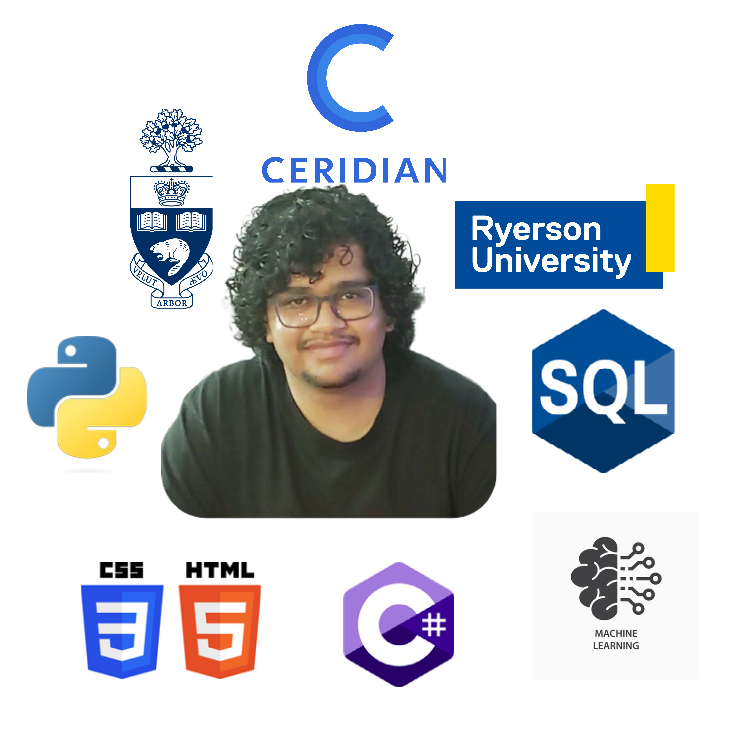 CERIDIAN
VELUT
ÆVO
ARBOR
Ryerson
University
SQL
CSS
HTML
C#
MACHINE
LEARNING